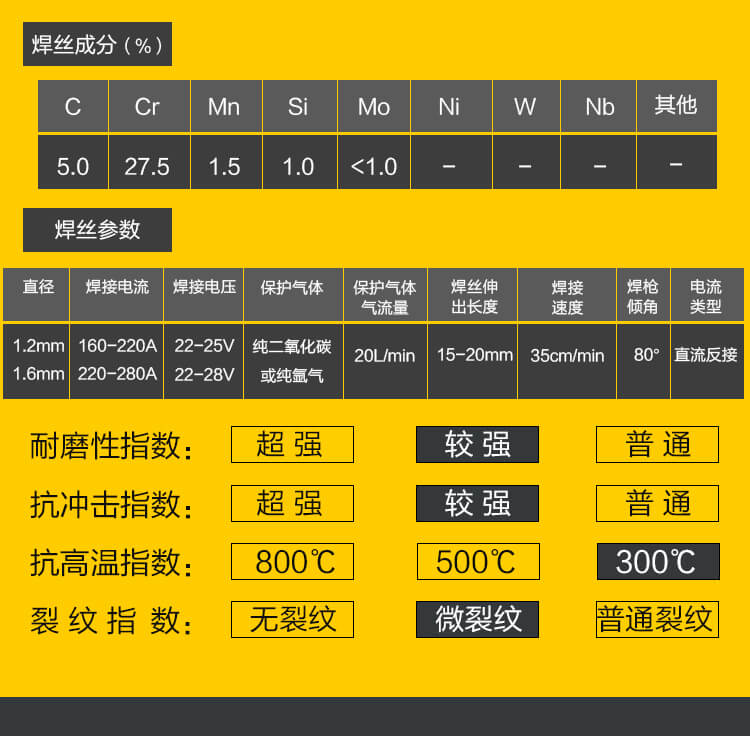 焊丝成分(%)
C Cr Mn Si Mo Ni W Nb 其他
5.0 27.5 1.5 1.0 <1.0 - - - -
焊丝参数
直径 焊接电流 焊接电压 保护气体 保护气体 焊丝伸 焊接 焊枪 电流
气流量 出长度 速度 倾角 类型
1.2mm 160-220A 22-25V 纯二氧化碳 20L/min 15-20mm 35cm/min 80° 直流反接
1.6mm 220-280A 22-28V 或纯氩气
耐磨性指数: 超强 较强 普通
抗冲击指数: 超强 较强 普通
抗高温指数: 800℃ 500℃ 300℃
裂纹指数: 无裂纹 微裂纹 普通裂纹